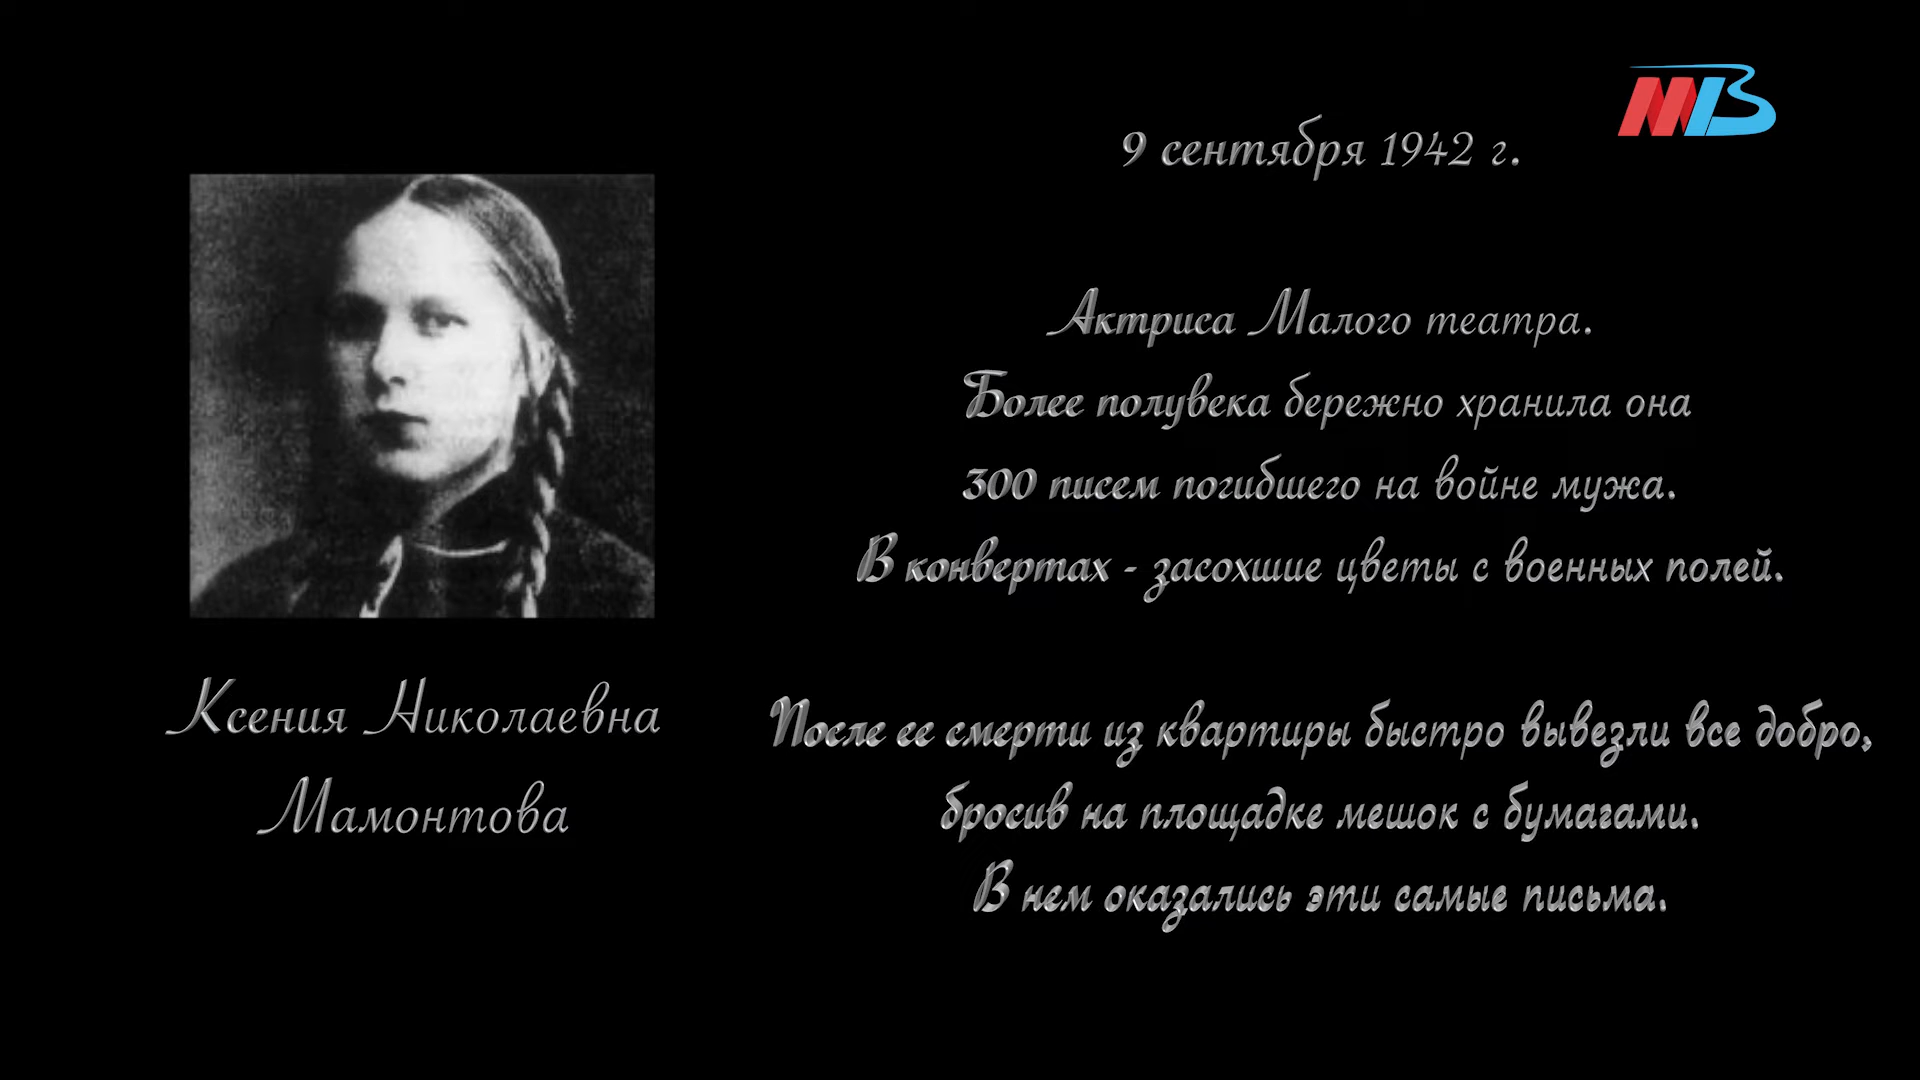 МВ
9 сентября 1942 г.
Актриса Малого театра.
Более полувека бережно хранила она
300 писем погибшего на войне мужа.
В конвертах - засохшие цветы с военных полей.
После ее смерти из квартиры быстро вывезли все добро,
бросив на площадке мешок с бумагами.
В нем оказались эти самые письма.
Ксения Николаевна
Мамонтова